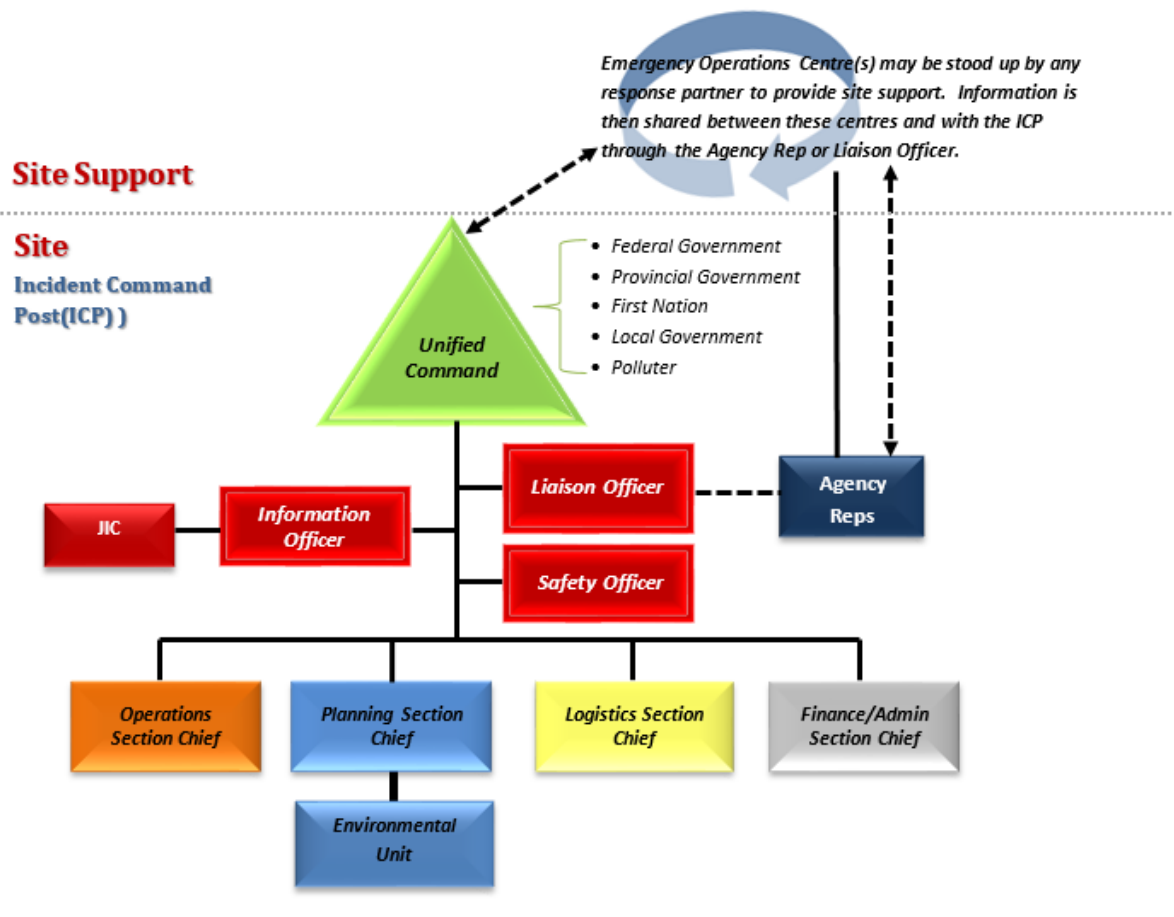 Emergency Operations Centre(s) may be stood up by any
response partner to provide site support. Information is
then shared between these centres and with the ICP
through the Agency Rep or Liaison Officer.
Site Support
Site
Incident Command
Post(ICP) )
• Federal Government
• Provincial Government
• First Nation
• Local Government
• Polluter
Unified
Command
Liaison Officer
Agency
Reps
JIC
Information
Officer
Safety Officer
Operations
Section Chief
Planning Section
Chief
Logistics Section
Chief
Finance/Admin
Section Chief
Environmental
Unit